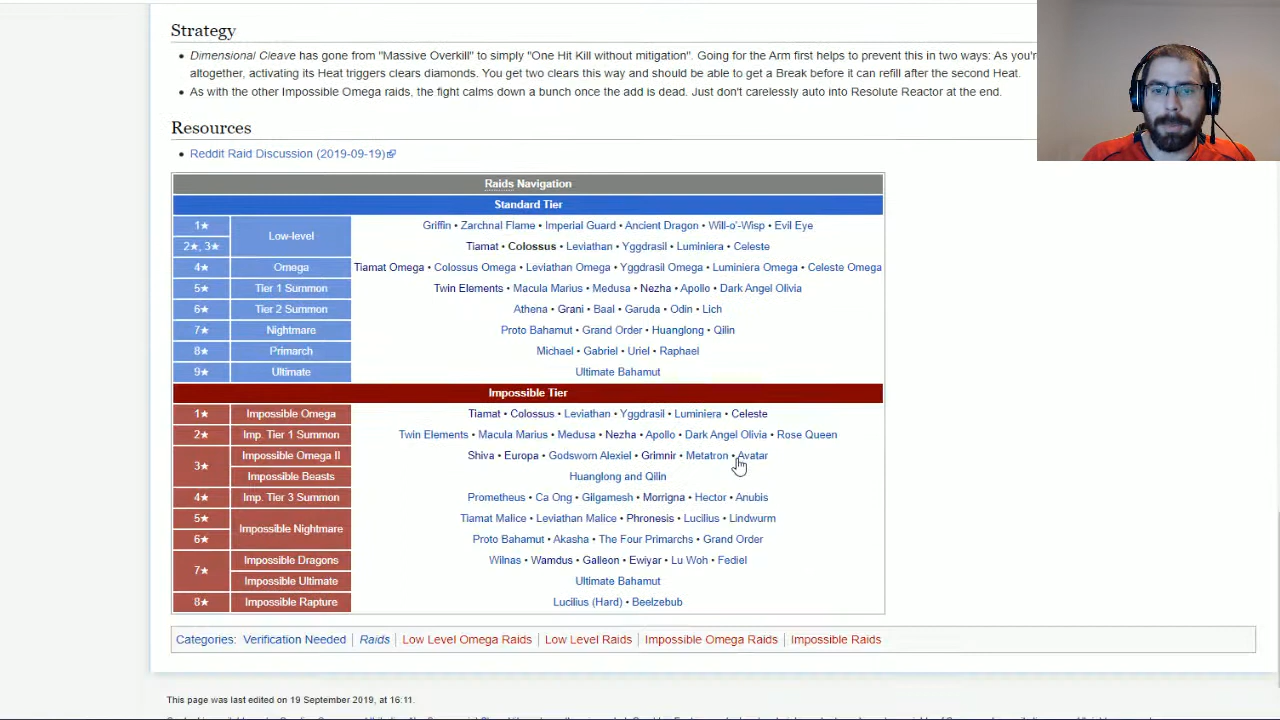 Strategy
• Dimensional Cleave has gone from "Massive Overkill" to simply "One Hit Kill without mitigation". Going for the Arm first helps to prevent this in two ways: As you're
altogether, activating its Heat triggers clears diamonds. You get two clears this way and should be able to get a Break before it can refill after the second Heat.
• As with the other Impossible Omega raids, the fight calms down a bunch once the add is dead. Just don't carelessly auto into Resolute Reactor at the end.
Resources
• Reddit Raid Discussion (2019-09-19)
Raids Navigation
Standard Tier
1★ Low-level Griffin • Zarchnal Flame • Imperial Guard • Ancient Dragon • Will-o'-Wisp • Evil Eye
2★, 3★ Tiamat • Colossus • Leviathan • Yggdrasil • Luminiera • Celeste
4★ Omega Tiamat Omega • Colossus Omega • Leviathan Omega • Yggdrasil Omega • Luminiera Omega • Celeste Omega
5★ Tier 1 Summon Twin Elements • Macula Marius • Medusa • Nezha • Apollo • Dark Angel Olivia
6★ Tier 2 Summon Athena • Grani • Baal • Garuda • Odin • Lich
7★ Nightmare Proto Bahamut • Grand Order • Huanglong • Qilin
8★ Primarch Michael • Gabriel • Uriel • Raphael
9★ Ultimate Ultimate Bahamut
Impossible Tier
1★ Impossible Omega Tiamat • Colossus • Leviathan • Yggdrasil • Luminiera • Celeste
2★ Imp. Tier 1 Summon Twin Elements • Macula Marius • Medusa • Nezha • Apollo • Dark Angel Olivia • Rose Queen
3★ Impossible Omega II Shiva • Europa • Godsworn Alexiel • Grimnir • Metatron • Avatar
Impossible Beasts Huanglong and Qilin
4★ Imp. Tier 3 Summon Prometheus • Ca Ong • Gilgamesh • Morrigna • Hector • Anubis
5★ Impossible Nightmare Tiamat Malice • Leviathan Malice • Phronesis • Lucilius • Lindwurm
6★ Proto Bahamut • Akasha • The Four Primarchs • Grand Order
7★ Impossible Dragons Wilnas • Wamdus • Galleon • Ewiyar • Lu Woh • Fediel
Impossible Ultimate Ultimate Bahamut
8★ Impossible Rapture Lucilius (Hard) • Beelzebub
Categories: Verification Needed | Raids | Low Level Omega Raids | Low Level Raids | Impossible Omega Raids | Impossible Raids
This page was last edited on 19 September 2019, at 16:11.